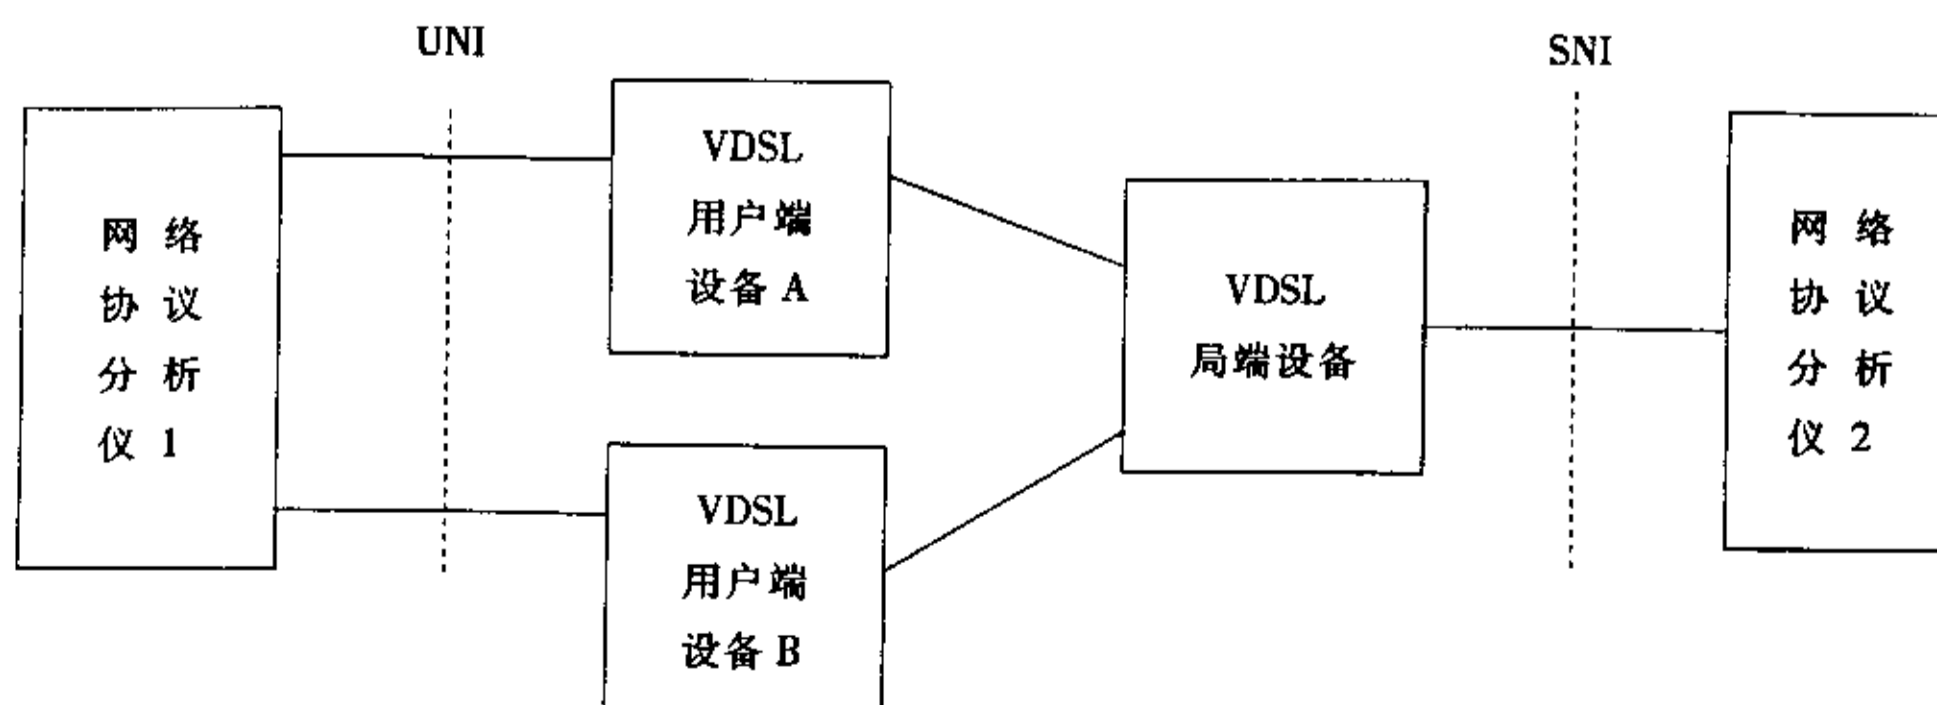 UNI
SNI
网 络
协 议
分 析
仪 1
VDSL
用户端
设备 A
VDSL
用户端
设备 B
VDSL
局端设备
网 络
协 议
分 析
仪 2